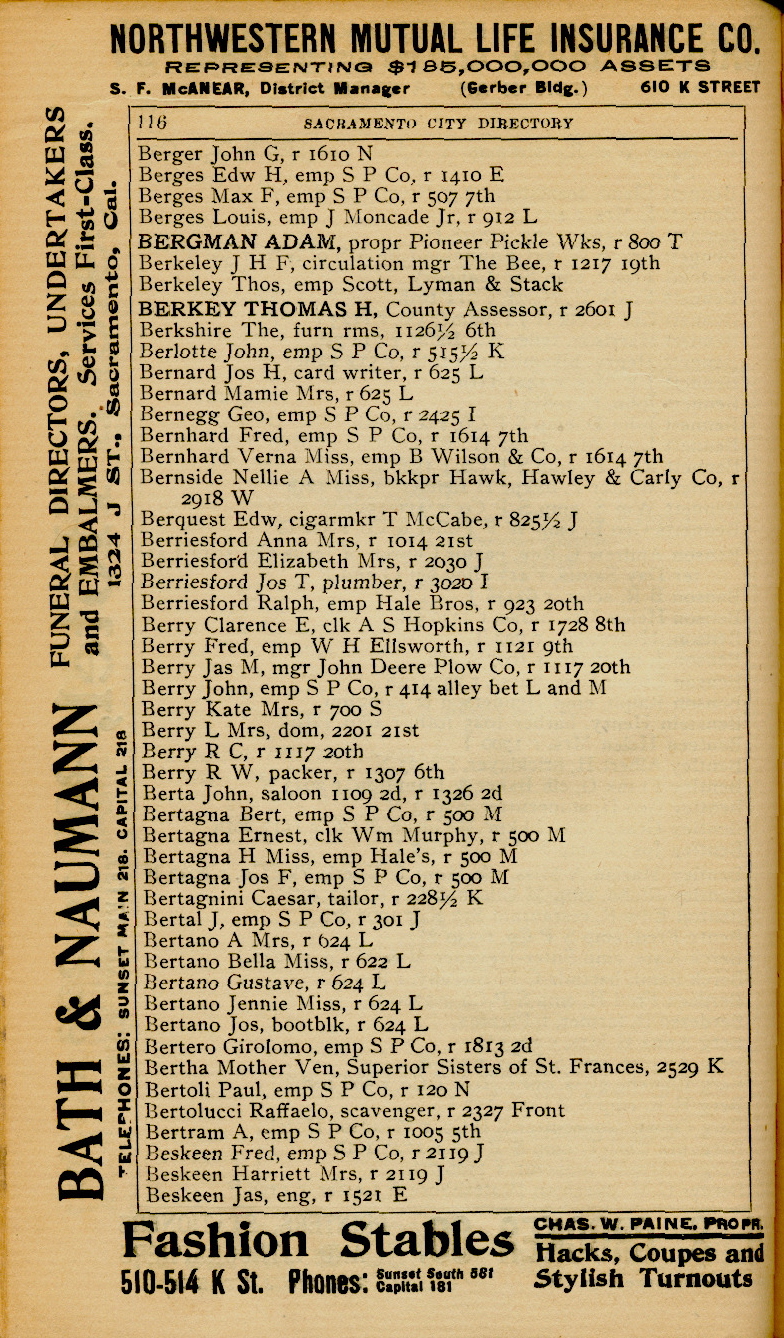 NORTHWESTERN MUTUAL LIFE INSURANCE CO.
REPRESENTING $185,000,000 ASSETS
S. F. McANEAR, District Manager (Gerber Bldg.) 610 K STREET
116 SACRAMENTO CITY DIRECTORY
Berger John G, r 1610 N
Berges Edw H, emp S P Co, r 1410 E
Berges Max F, emp S P Co, r 507 7th
Berges Louis, emp J Moncade Jr, r 912 L
BERGMAN ADAM, propr Pioneer Pickle Wks, r 800 T
Berkeley J H F, circulation mgr The Bee, r 1217 19th
Berkeley Thos, emp Scott, Lyman & Stack
BERKEY THOMAS H, County Assessor, r 2601 J
Berkshire The, furn rms, 1126½ 6th
Berlotte John, emp S P Co, r 515½ K
Bernard Jos H, card writer, r 625 L
Bernard Mamie Mrs, r 625 L
Bernegg Geo, emp S P Co, r 2425 I
Bernhard Fred, emp S P Co, r 1614 7th
Bernhard Verna Miss, emp B Wilson & Co, r 1614 7th
Bernside Nellie A Miss, bkkpr Hawk, Hawley & Carly Co, r
2918 W
Berquest Edw, cigarmkr T McCabe, r 825½ J
Berriesford Anna Mrs, r 1014 21st
Berriesford Elizabeth Mrs, r 2030 J
Berriesford Jos T, plumber, r 3020 I
Berriesford Ralph, emp Hale Bros, r 923 20th
Berry Clarence E, clk A S Hopkins Co, r 1728 8th
Berry Fred, emp W H Ellsworth, r 1121 9th
Berry Jas M, mgr John Deere Plow Co, r 1117 20th
Berry John, emp S P Co, r 414 alley bet L and M
Berry Kate Mrs, r 700 S
Berry L Mrs, dom, 2201 21st
Berry R C, r 1117 20th
Berry R W, packer, r 1307 6th
Berta John, saloon 1109 2d, r 1326 2d
Bertagna Bert, emp S P Co, r 500 M
Bertagna Ernest, clk Wm Murphy, r 500 M
Bertagna H Miss, emp Hale's, r 500 M
Bertagna Jos F, emp S P Co, r 500 M
Bertagnini Caesar, tailor, r 228½ K
Bertal J, emp S P Co, r 301 J
Bertano A Mrs, r 624 L
Bertano Bella Miss, r 622 L
Bertano Gustave, r 624 L
Bertano Jennie Miss, r 624 L
Bertano Jos, bootblk, r 624 L
Bertero Girolomo, emp S P Co, r 1813 2d
Bertha Mother Ven, Superior Sisters of St. Frances, 2529 K
Bertoli Paul, emp S P Co, r 120 N
Bertolucci Raffaelo, scavenger, r 2327 Front
Bertram A, emp S P Co, r 1005 5th
Beskeen Fred, emp S P Co, r 2119 J
Beskeen Harriett Mrs, r 2119 J
Beskeen Jas, eng, r 1521 E
BATH & NAUMANN FUNERAL DIRECTORS, UNDERTAKERS
and EMBALMERS. Services First-Class.
TELEPHONES: SUNSET MAIN 218. CAPITAL 218 1324 J ST., Sacramento, Cal.
Fashion Stables CHAS. W. PAINE, PROPR.
Hacks, Coupes and
510-514 K St. Phones: Sunset South 581
Capital 181 Stylish Turnouts